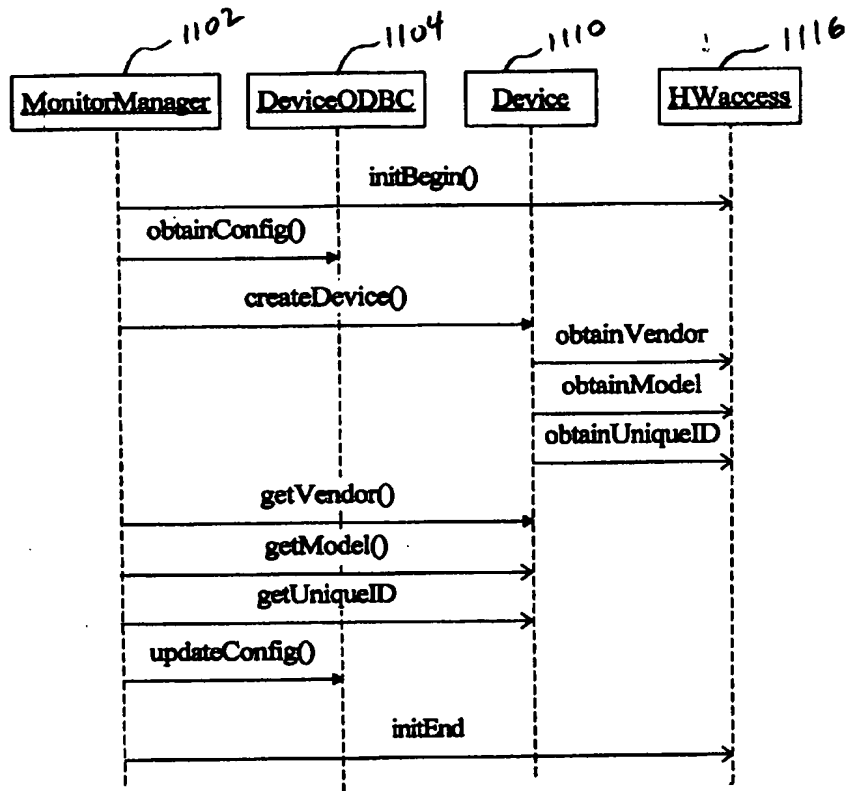 1102 1104 1110 1116
MonitorManager DeviceODBC Device HWaccess
initBegin()
obtainConfig()
createDevice()
obtainVendor
obtainModel
obtainUniqueID
getVendor()
getModel()
getUniqueID
updateConfig()
initEnd